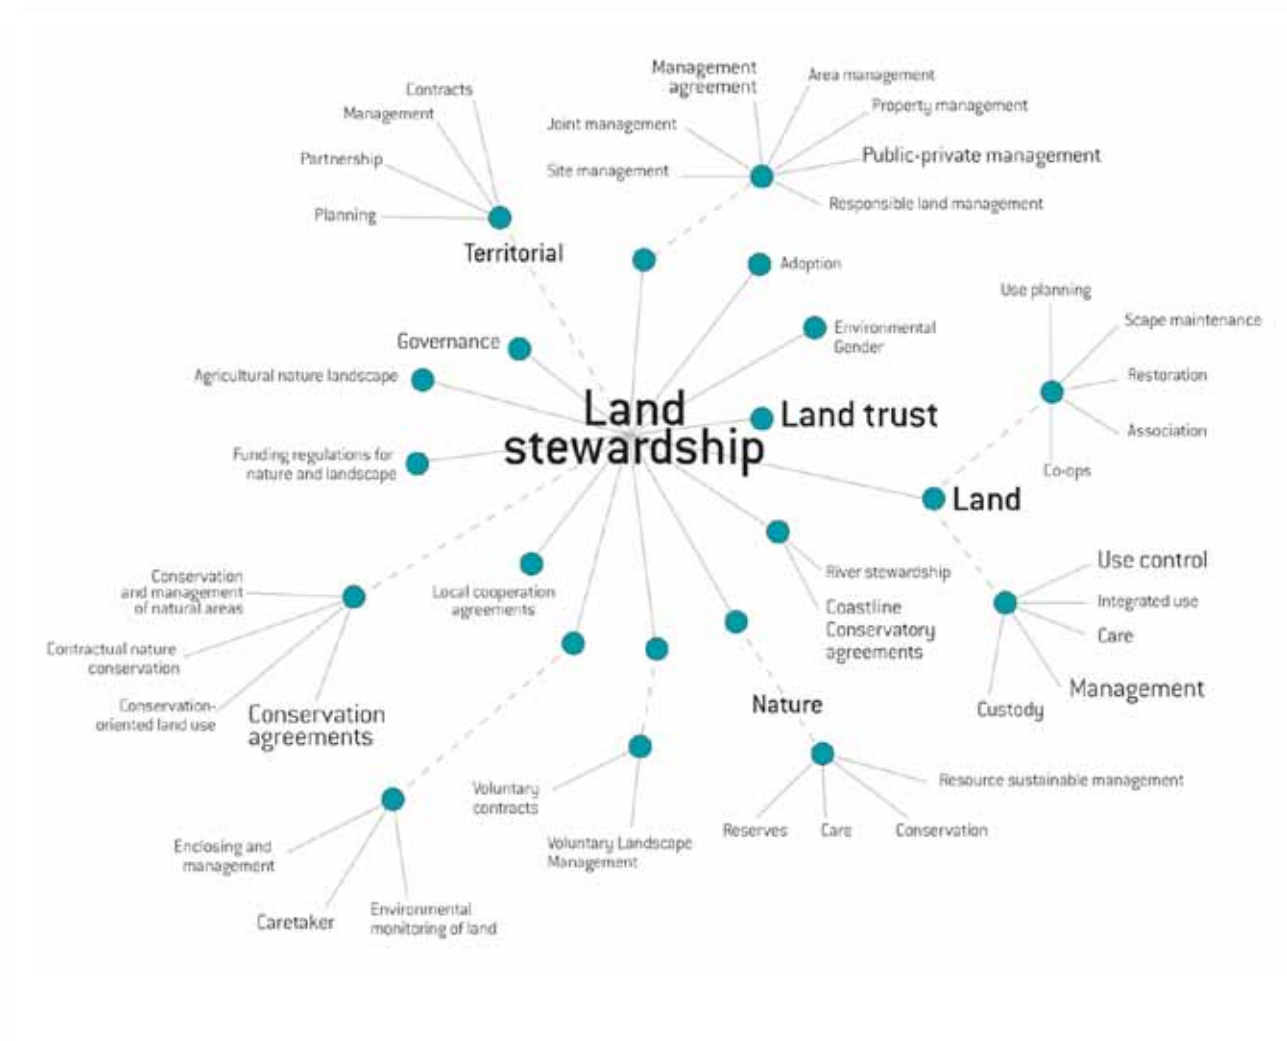 Management
agreement
Area management
Contracts
Property management
Management
Joint management
Public-private management
Partnership
Site management
Responsible land management
Planning
Territorial
Adoption
Use planning
Scape maintenance
Environmental
Gender
Governance
Agricultural nature landscape
Restoration
Land
stewardship
Land trust
Association
Funding regulations for
nature and landscape
Co-ops
Land
Use control
River stewardship
Conservation
and management
of natural areas
Local cooperation
agreements
Integrated use
Coastline
Conservatory
agreements
Care
Contractual nature
conservation
Management
Custody
Conservation-
oriented land use
Conservation
agreements
Nature
Resource sustainable management
Voluntary
contracts
Reserves
Care
Conservation
Voluntary Landscape
Management
Enclosing and
management
Caretaker
Environmental
monitoring of land